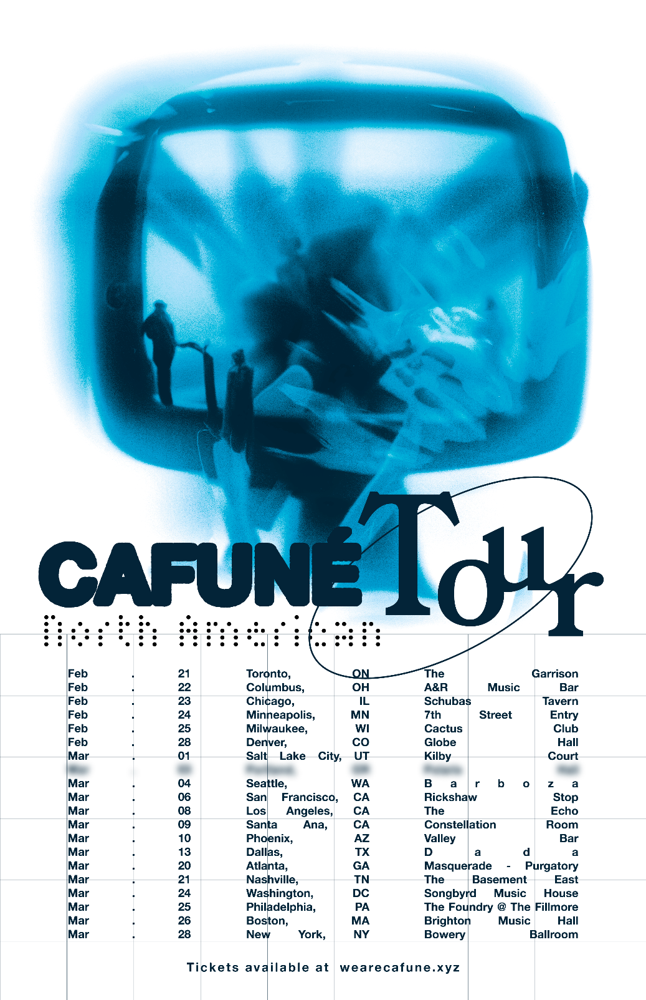 CAFUNÉ Tour
North American
Feb . 21 Toronto, ON The Garrison
Feb . 22 Columbus, OH A&R Music Bar
Feb . 23 Chicago, IL Schubas Tavern
Feb . 24 Minneapolis, MN 7th Street Entry
Feb . 25 Milwaukee, WI Cactus Club
Feb . 28 Denver, CO Globe Hall
Mar . 01 Salt Lake City, UT Kilby Court
Mar . 04 Seattle, WA Barboza
Mar . 06 San Francisco, CA Rickshaw Stop
Mar . 08 Los Angeles, CA The Echo
Mar . 09 Santa Ana, CA Constellation Room
Mar . 10 Phoenix, AZ Valley Bar
Mar . 13 Dallas, TX Dada
Mar . 20 Atlanta, GA Masquerade - Purgatory
Mar . 21 Nashville, TN The Basement East
Mar . 24 Washington, DC Songbyrd Music House
Mar . 25 Philadelphia, PA The Foundry @ The Fillmore
Mar . 26 Boston, MA Brighton Music Hall
Mar . 28 New York, NY Bowery Ballroom
Tickets available at wearecafune.xyz